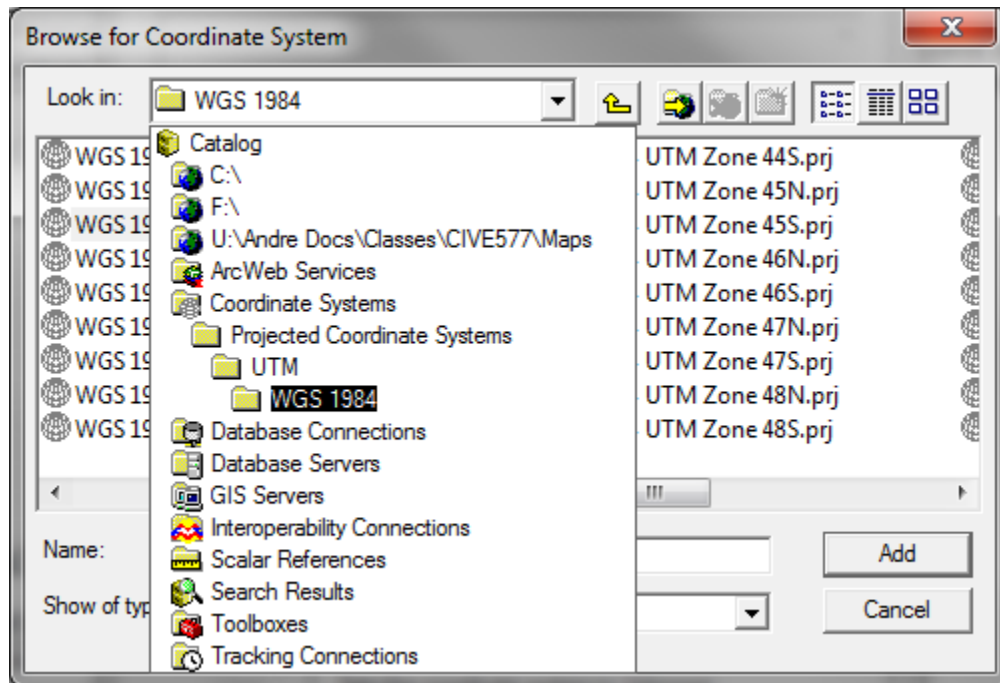 Browse for Coordinate System
Look in: WGS 1984
Catalog
C:\
F:\
U:\Andre Docs\Classes\CIVE577\Maps
ArcWeb Services
Coordinate Systems
Projected Coordinate Systems
UTM
WGS 1984
Database Connections
Database Servers
GIS Servers
Interoperability Connections
Scalar References
Search Results
Toolboxes
Tracking Connections
WGS 19
WGS 19
WGS 19
WGS 19
WGS 19
WGS 19
WGS 19
WGS 19
WGS 19
UTM Zone 44S.prj
UTM Zone 45N.prj
UTM Zone 45S.prj
UTM Zone 46N.prj
UTM Zone 46S.prj
UTM Zone 47N.prj
UTM Zone 47S.prj
UTM Zone 48N.prj
UTM Zone 48S.prj
Name:
Add
Show of typ
Cancel